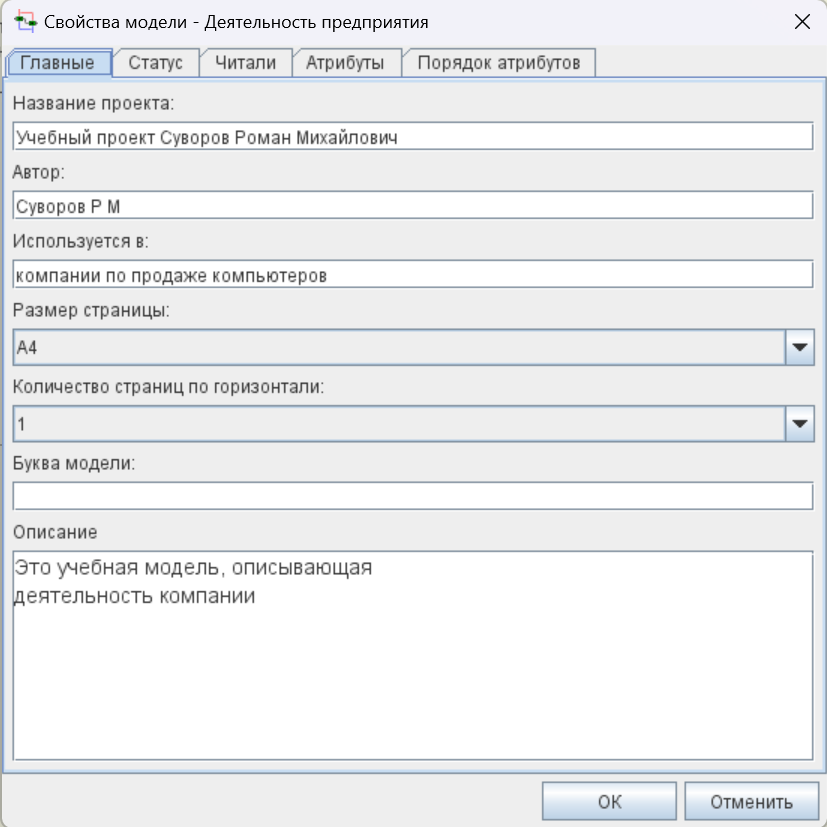 Свойства модели - Деятельность предприятия
Главные Статус Читали Атрибуты Порядок атрибутов
Название проекта:
Учебный проект Суворов Роман Михайлович
Автор:
Суворов Р М
Используется в:
компании по продаже компьютеров
Размер страницы:
A4
Количество страниц по горизонтали:
1
Буква модели:
Описание
Это учебная модель, описывающая
деятельность компании
ОК Отменить